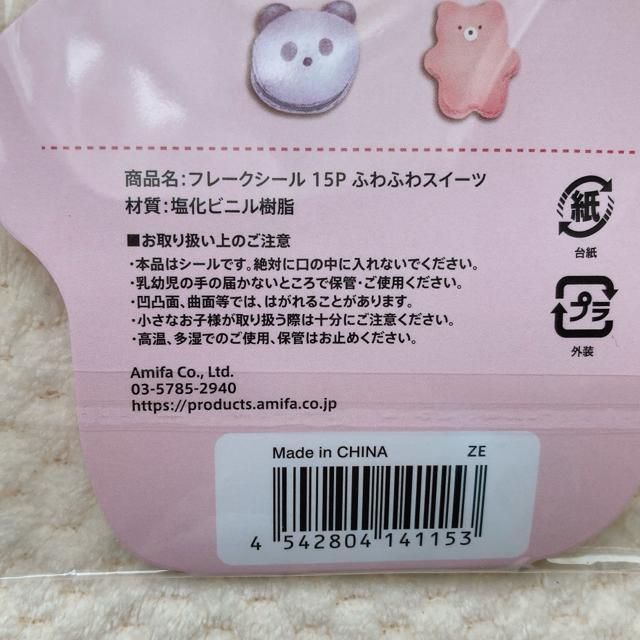 商品名:フレークシール 15P ふわふわスイーツ
材質:塩化ビニル樹脂
■お取り扱い上のご注意
・本品はシールです。絶対に口の中に入れないでください。
・乳幼児の手の届かないところで保管・ご使用ください。
・凹凸面、曲面等では、はがれることがあります。
・小さなお子様が取り扱う際は十分にご注意ください。
・高温、多湿でのご使用、保管はお止めください。
Amifa Co., Ltd.
03-5785-2940
https://products.amifa.co.jp
紙
台紙
プラ
外装
Made in CHINA ZE
4 542804 141153